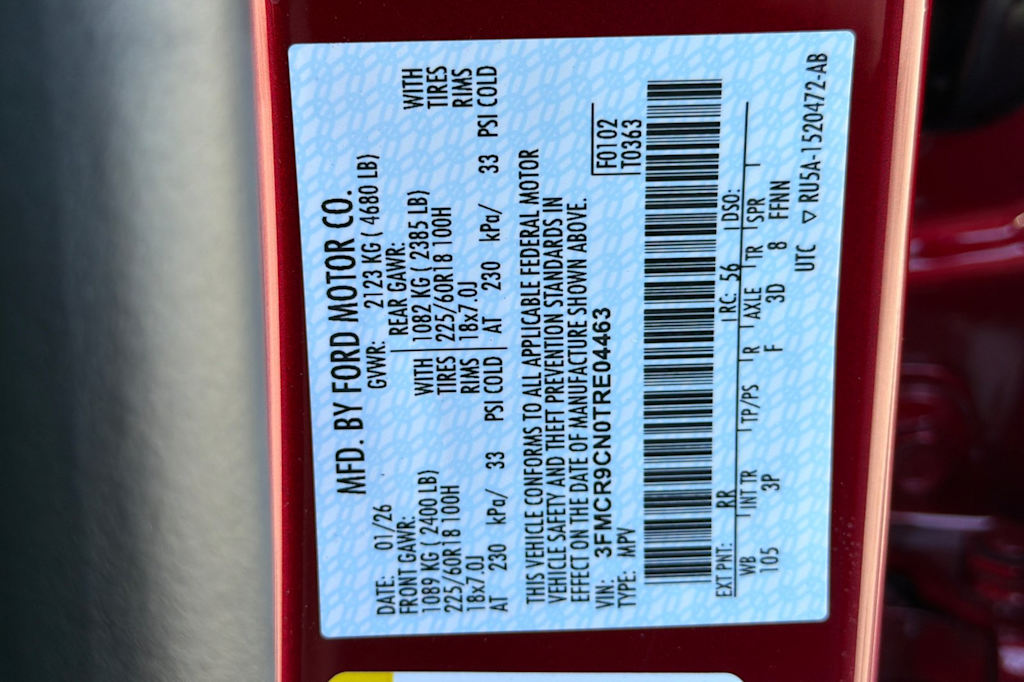 MFD. BY FORD MOTOR CO.
DATE: 01/26 GVWR: 2123 KG ( 4680 LB)
FRONT GAWR: REAR GAWR:
1089 KG ( 2400 LB) WITH 1082 KG ( 2385 LB) WITH
225/60R18 100H TIRES 225/60R18 100H TIRES
18x7.0J RIMS 18x7.0J RIMS
AT 230 kPa/ 33 PSI COLD AT 230 kPa/ 33 PSI COLD
THIS VEHICLE CONFORMS TO ALL APPLICABLE FEDERAL MOTOR
VEHICLE SAFETY AND THEFT PREVENTION STANDARDS IN
EFFECT ON THE DATE OF MANUFACTURE SHOWN ABOVE.
VIN: 3FMCR9CN0TRE04463 F0102
TYPE: MPV T0363
EXT PNT: RR RC: 56 DSO:
WB INT TR TP/PS R AXLE TR SPR
105 3P F 3D 8 FFNN
UTC ▽ RU5A-1520472-AB